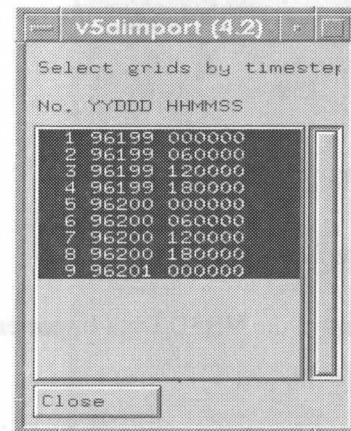 v5dimport (4.2)
Select grids by timestep
No. YYDDD HHMMSS
1 96199 000000
2 96199 060000
3 96199 120000
4 96199 180000
5 96200 000000
6 96200 060000
7 96200 120000
8 96200 180000
9 96201 000000
Close